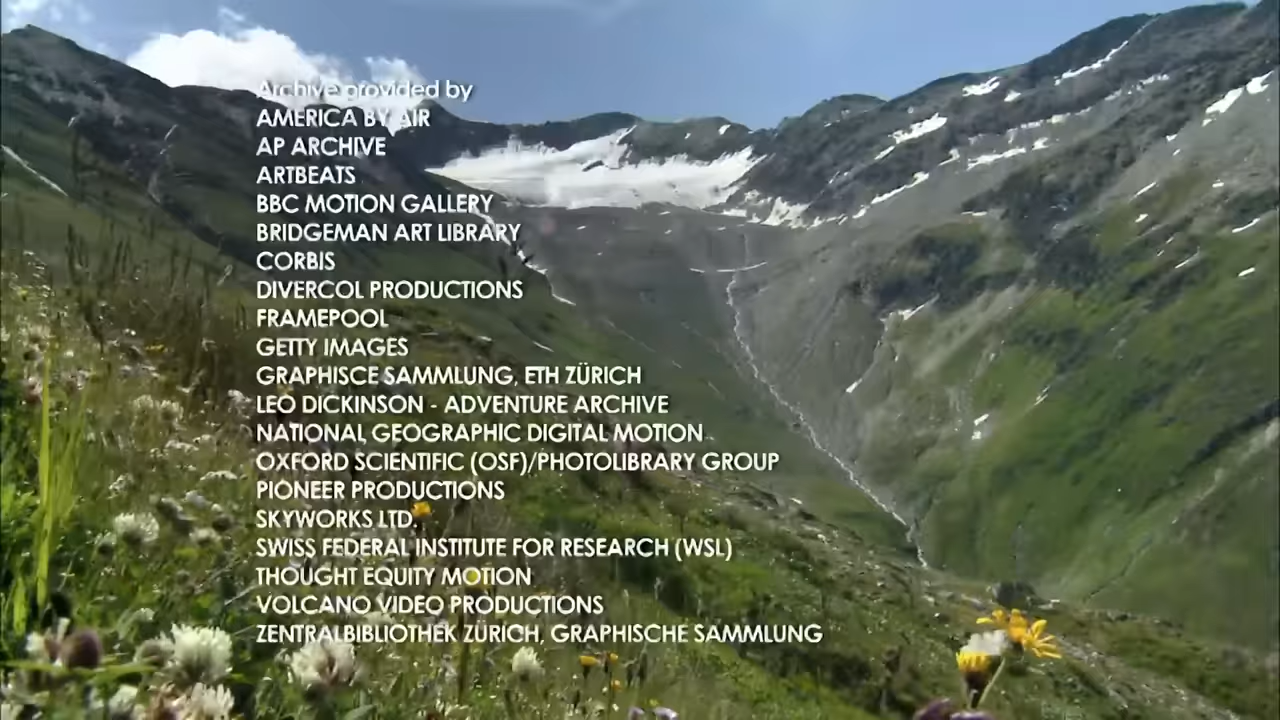 Archive provided by
AMERICA BY AIR
AP ARCHIVE
ARTBEATS
BBC MOTION GALLERY
BRIDGEMAN ART LIBRARY
CORBIS
DIVERCOL PRODUCTIONS
FRAMEPOOL
GETTY IMAGES
GRAPHISCE SAMMLUNG, ETH ZÜRICH
LEO DICKINSON - ADVENTURE ARCHIVE
NATIONAL GEOGRAPHIC DIGITAL MOTION
OXFORD SCIENTIFIC (OSF)/PHOTOLIBRARY GROUP
PIONEER PRODUCTIONS
SKYWORKS LTD.
SWISS FEDERAL INSTITUTE FOR RESEARCH (WSL)
THOUGHT EQUITY MOTION
VOLCANO VIDEO PRODUCTIONS
ZENTRALBIBLIOTHEK ZÜRICH, GRAPHISCHE SAMMLUNG